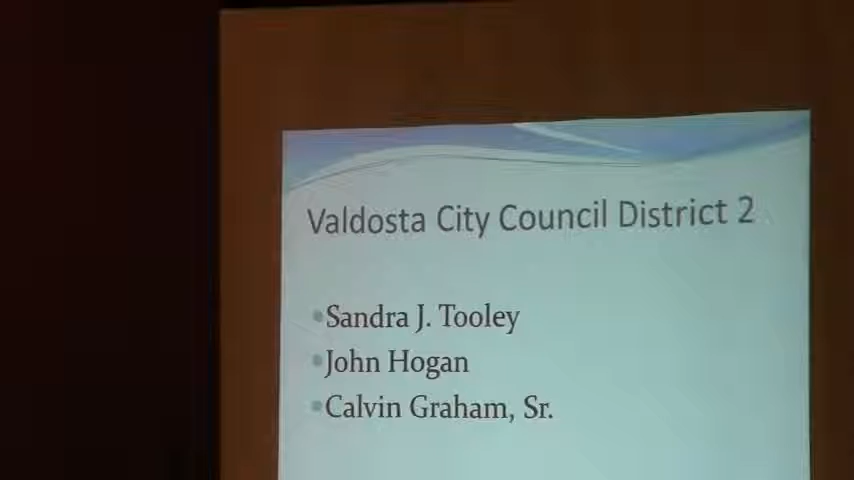 Valdosta City Council District 2
•Sandra J. Tooley
•John Hogan
•Calvin Graham, Sr.